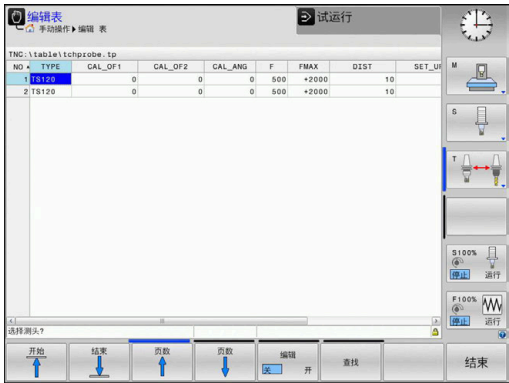 编辑表
手动操作▶编辑 表
试运行
TNC:\table\tchprobe.tp
NO TYPE CAL_OF1 CAL_OF2 CAL_ANG F FMAX DIST SET_U
1 TS120 0 0 0 500 +2000 10
2 TS120 0 0 0 500 +2000 10
选择测头?
M
S
T
S100%
停止 运行
F100%
停止 运行
开始
结束
页数
页数
编辑
关 开
查找
结束